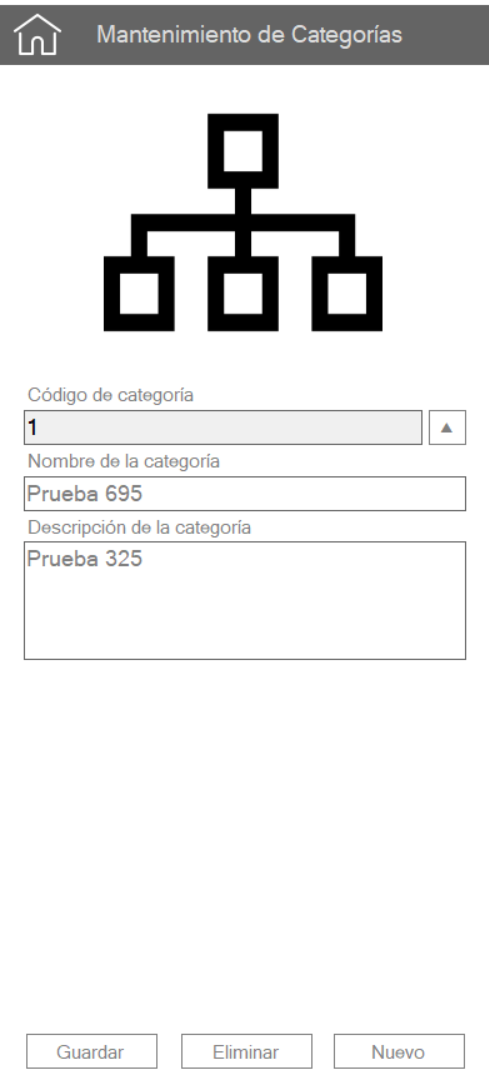 Mantenimiento de Categorías
Código de categoría
1
Nombre de la categoría
Prueba 695
Descripción de la categoría
Prueba 325
Guardar Eliminar Nuevo